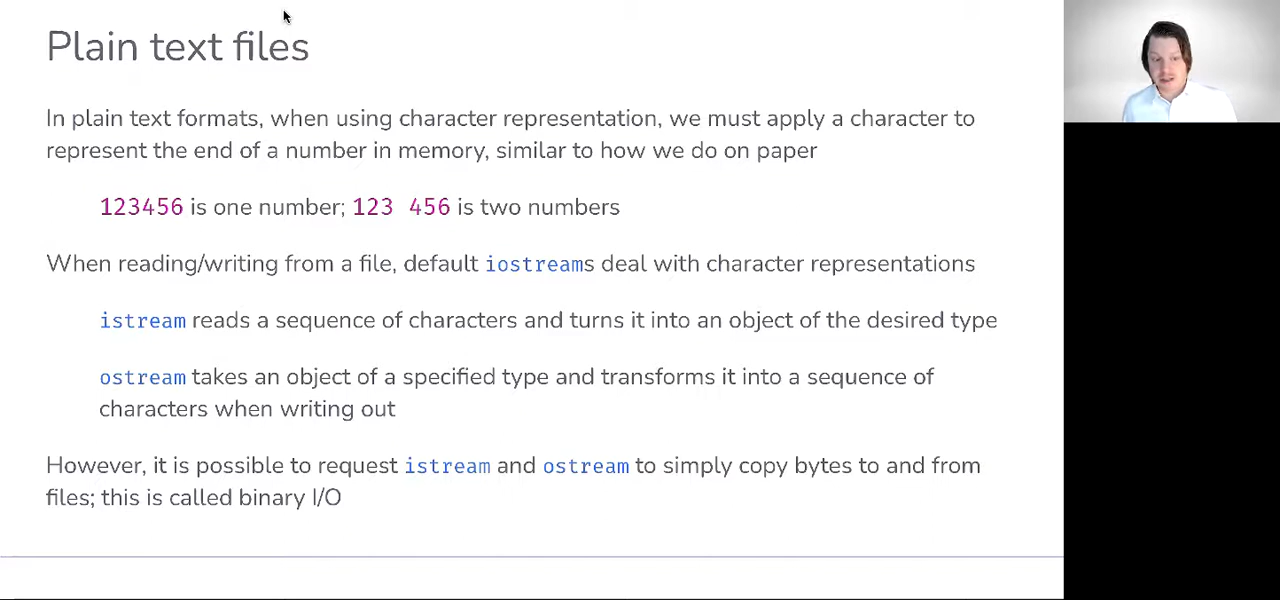 Plain text files
In plain text formats, when using character representation, we must apply a character to
represent the end of a number in memory, similar to how we do on paper
123456 is one number; 123 456 is two numbers
When reading/writing from a file, default iostreams deal with character representations
istream reads a sequence of characters and turns it into an object of the desired type
ostream takes an object of a specified type and transforms it into a sequence of
characters when writing out
However, it is possible to request istream and ostream to simply copy bytes to and from
files; this is called binary I/O